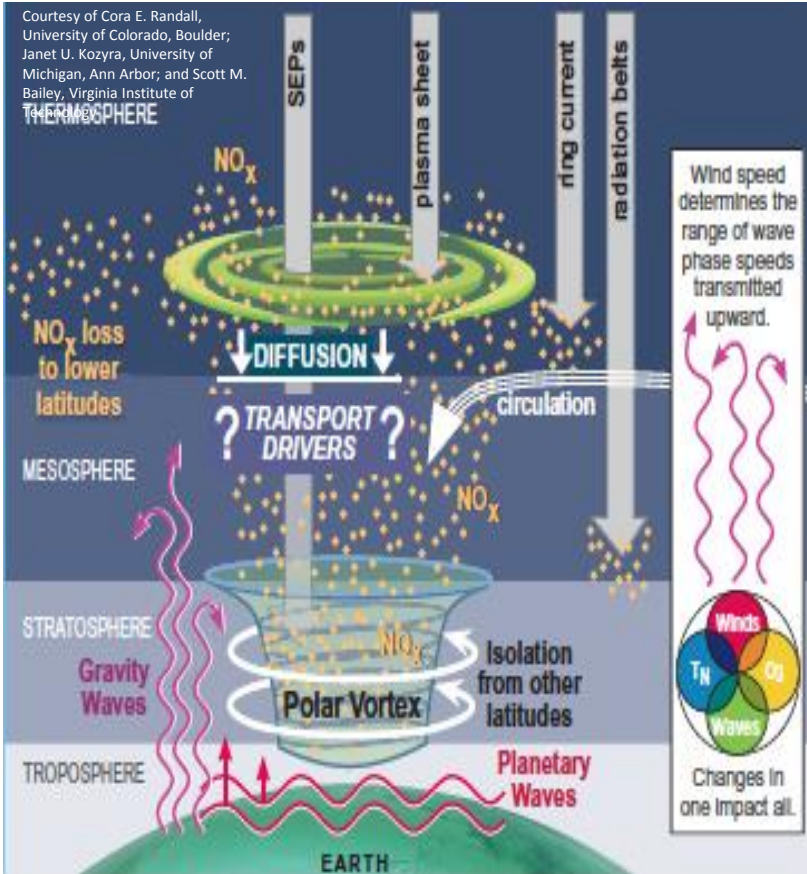 Courtesy of Cora E. Randall,
University of Colorado, Boulder;
Janet U. Kozyra, University of
Michigan, Ann Arbor; and Scott M.
Bailey, Virginia Institute of
Technology
THERMOSPHERE
SEPs
plasma sheet
ring current
radiation belts
NOx
NOx loss
to lower
latitudes
DIFFUSION
? TRANSPORT ?
DRIVERS
circulation
MESOSPHERE
NOx
STRATOSPHERE
Gravity
Waves
NOx
Polar Vortex
Isolation
from other
latitudes
TROPOSPHERE
Planetary
Waves
EARTH
Wind speed
determines the
range of wave
phase speeds
transmitted
upward.
Winds
TN
O3
Waves
Changes in
one impact all.